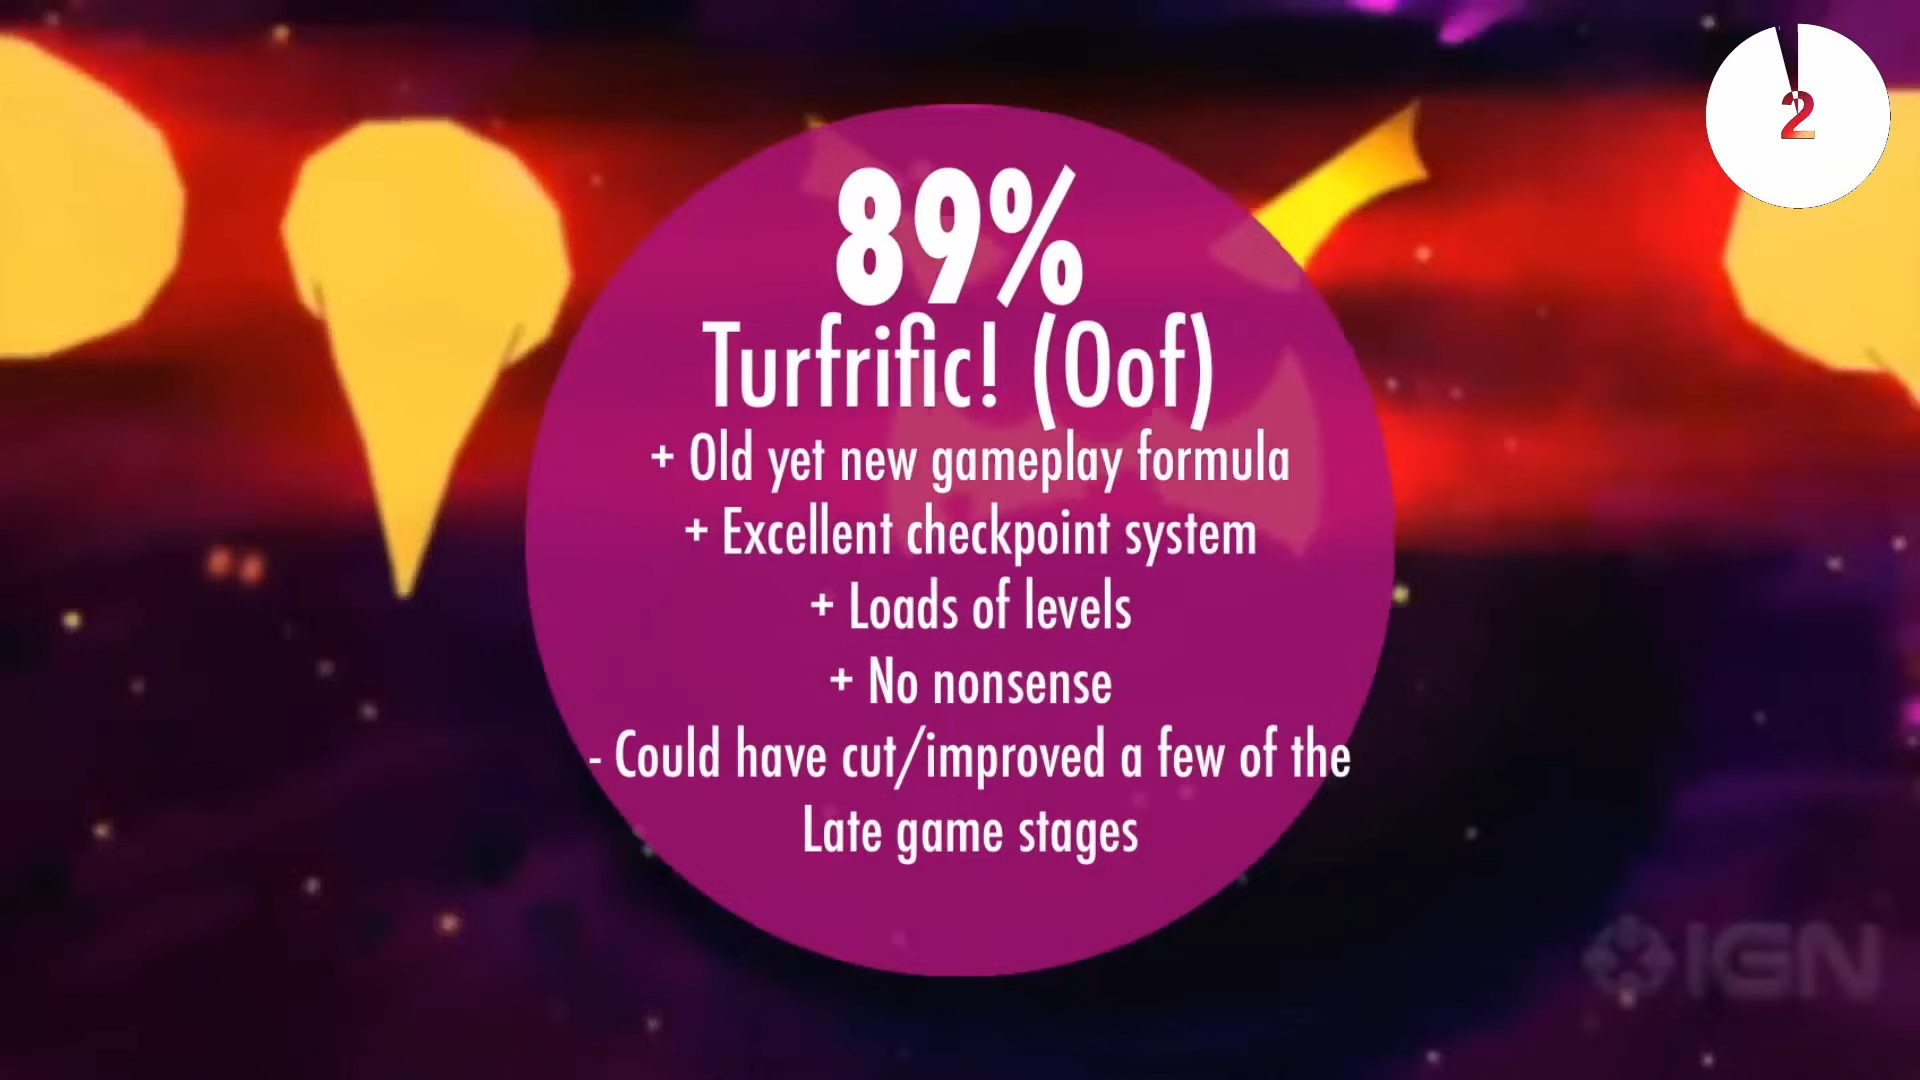 2
89%
Turfrific! (Oof)
+ Old yet new gameplay formula
+ Excellent checkpoint system
+ Loads of levels
+ No nonsense
- Could have cut/improved a few of the
Late game stages
IGN